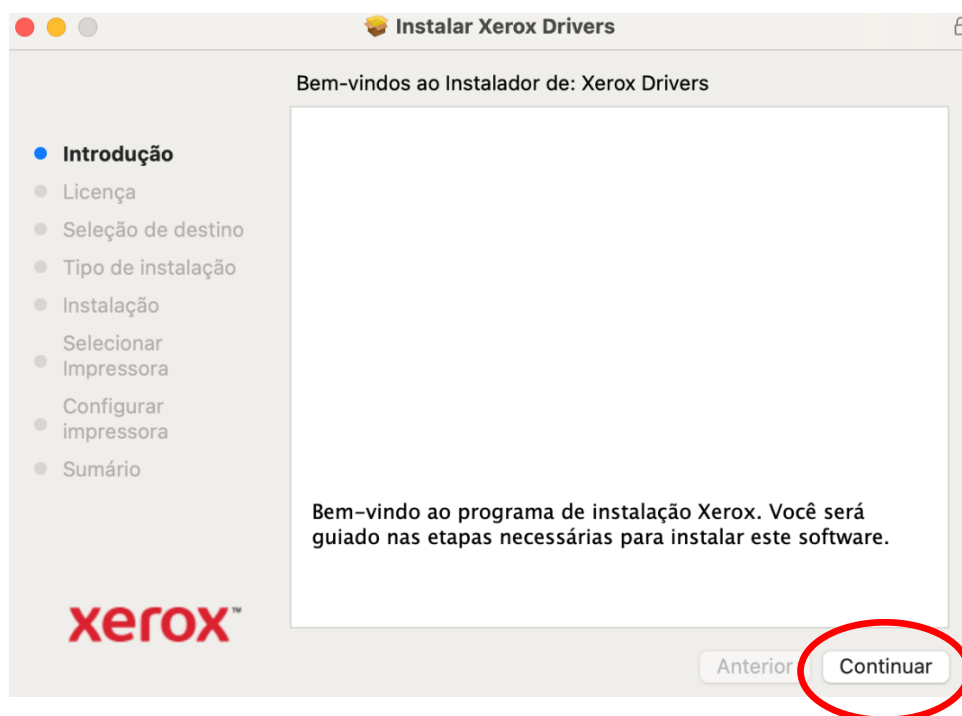 Instalar Xerox Drivers
Bem-vindos ao Instalador de: Xerox Drivers
Introdução
Licença
Seleção de destino
Tipo de instalação
Instalação
Selecionar
Impressora
Configurar
impressora
Sumário
Bem-vindo ao programa de instalação Xerox. Você será
guiado nas etapas necessárias para instalar este software.
xerox™
Anterior
Continuar